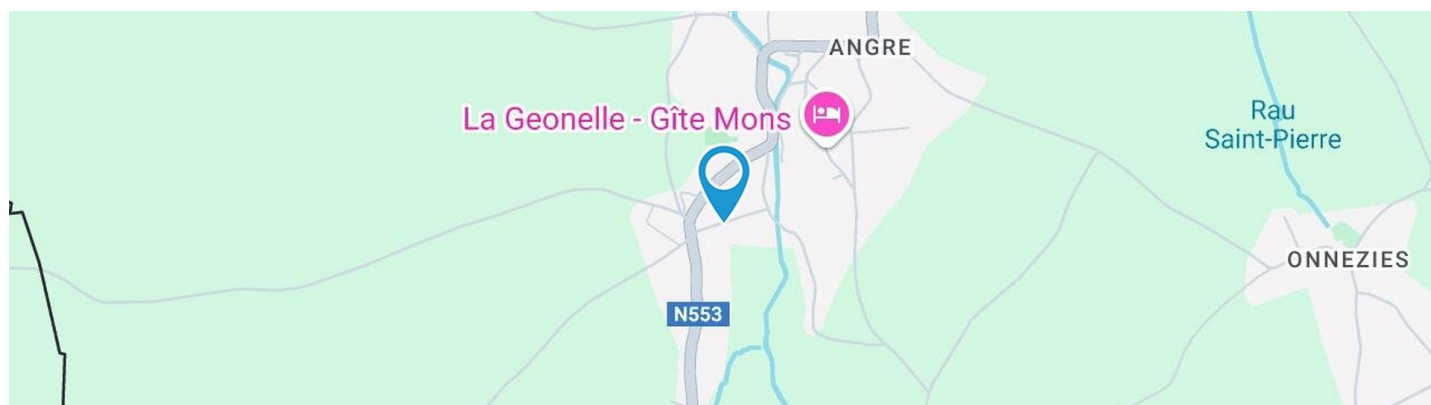 ANGRE
La Geonelle - Gîte Mons
Rau
Saint-Pierre
ONNEZIES
N553